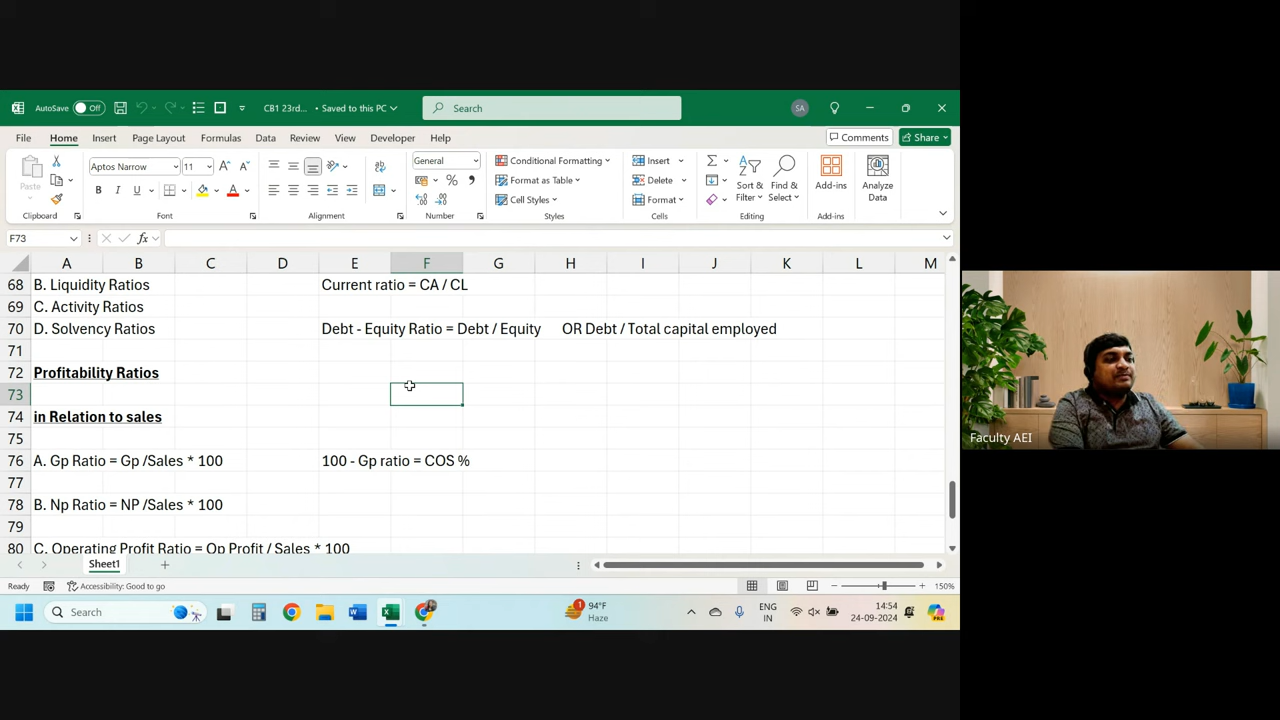 AutoSave Off CB1 23rd... • Saved to this PC Search SA
File Home Insert Page Layout Formulas Data Review View Developer Help Comments Share
Paste Aptos Narrow 11 A A General Conditional Formatting Insert Sort & Filter Find & Select Add-ins Analyze Data
B I U A % Format as Table Delete
Cell Styles Format
Clipboard Font Alignment Number Styles Cells Editing Add-ins
F73 fx
A B C D E F G H I J K L M
68 B. Liquidity Ratios Current ratio = CA / CL
69 C. Activity Ratios
70 D. Solvency Ratios Debt - Equity Ratio = Debt / Equity OR Debt / Total capital employed
71
72 Profitability Ratios
73
74 in Relation to sales
75
76 A. Gp Ratio = Gp /Sales * 100 100 - Gp ratio = COS %
77
78 B. Np Ratio = NP /Sales * 100
79
80 C. Operating Profit Ratio = Op Profit / Sales * 100
Sheet1
Ready Accessibility: Good to go 150%
Search 1 94°F Haze ENG IN 14:54 24-09-2024
Faculty AEI